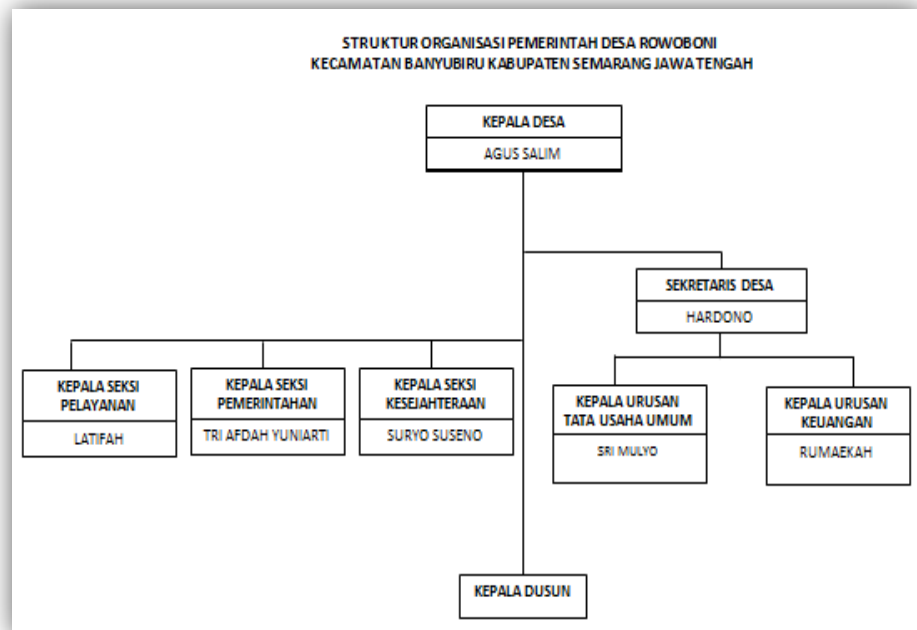 STRUKTUR ORGANISASI PEMERINTAH DESA ROWOBONI
KECAMATAN BANYUBIRU KABUPATEN SEMARANG JAWA TENGAH
KEPALA DESA
AGUS SALIM
SEKRETARIS DESA
HARDONO
KEPALA SEKSI
PELAYANAN
LATIFAH
KEPALA SEKSI
PEMERINTAHAN
TRI AFDAH YUNIARTI
KEPALA SEKSI
KESEJAHTERAAN
SURYO SUSENO
KEPALA URUSAN
TATA USAHA UMUM
SRI MULYO
KEPALA URUSAN
KEUANGAN
RUMAEKAH
KEPALA DUSUN